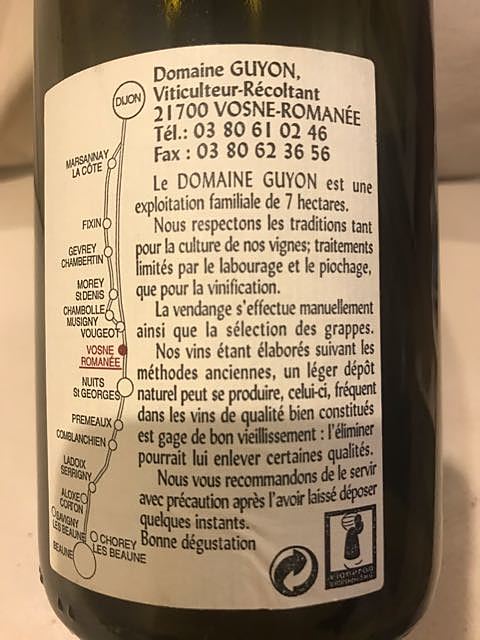 Domaine GUYON,
Viticulteur-Récoltant
21700 VOSNE-ROMANÉE
Tél.: 03 80 61 02 46
Fax : 03 80 62 36 56
Le DOMAINE GUYON est une
exploitation familiale de 7 hectares.
Nous respectons les traditions tant
pour la culture de nos vignes; traitements
limités par le labourage et le piochage,
que pour la vinification.
La vendange s'effectue manuellement
ainsi que la sélection des grappes.
Nos vins étant élaborés suivant les
méthodes anciennes, un léger dépôt
naturel peut se produire, celui-ci, fréquent
dans les vins de qualité bien constitués
est gage de bon vieillissement : l'éliminer
pourrait lui enlever certaines qualités.
Nous vous recommandons de le servir
avec précaution après l'avoir laissé déposer
quelques instants.
Bonne dégustation
DIJON
MARSANNAY
LA CÔTE
FIXIN
GEVREY
CHAMBERTIN
MOREY
St DENIS
CHAMBOLLE
MUSIGNY
VOUGEOT
VOSNE
ROMANÉE
NUITS
St GEORGES
PREMEAUX
COMBLANCHIEN
LADOIX
SERRIGNY
ALOXE
CORTON
SAVIGNY
LES BEAUNE
CHOREY
LES BEAUNE
BEAUNE